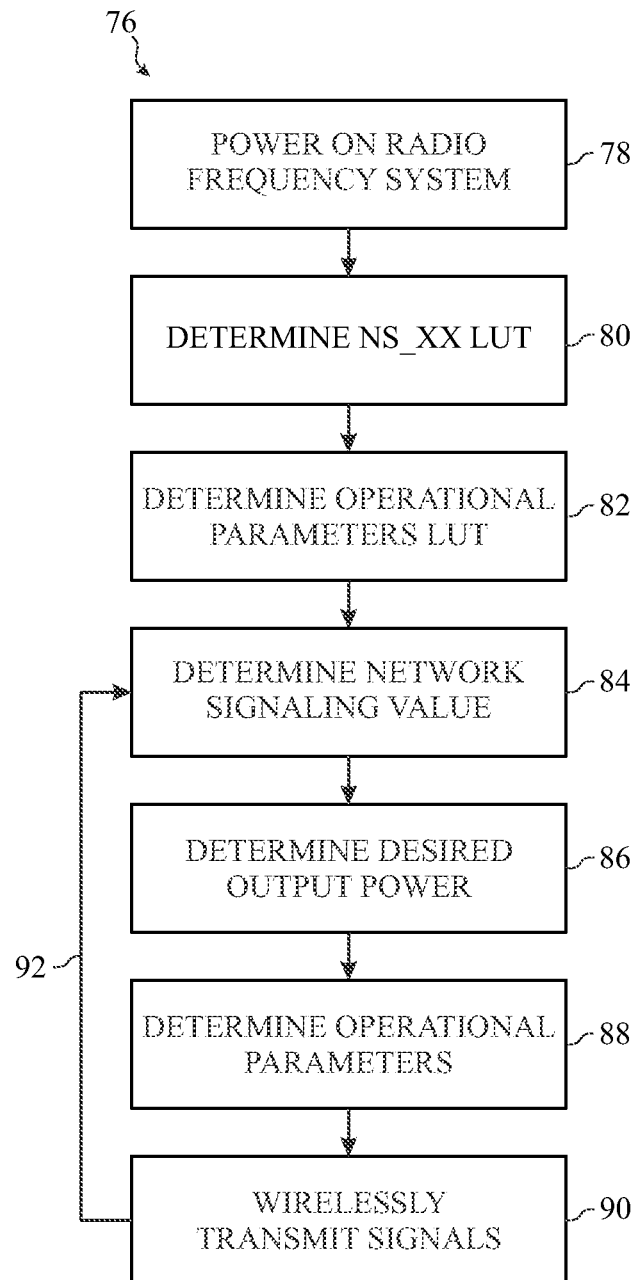 76
POWER ON RADIO
FREQUENCY SYSTEM
78
DETERMINE NS_XX LUT
80
DETERMINE OPERATIONAL
PARAMETERS LUT
82
DETERMINE NETWORK
SIGNALING VALUE
84
DETERMINE DESIRED
OUTPUT POWER
86
92
DETERMINE OPERATIONAL
PARAMETERS
88
WIRELESSLY
TRANSMIT SIGNALS
90